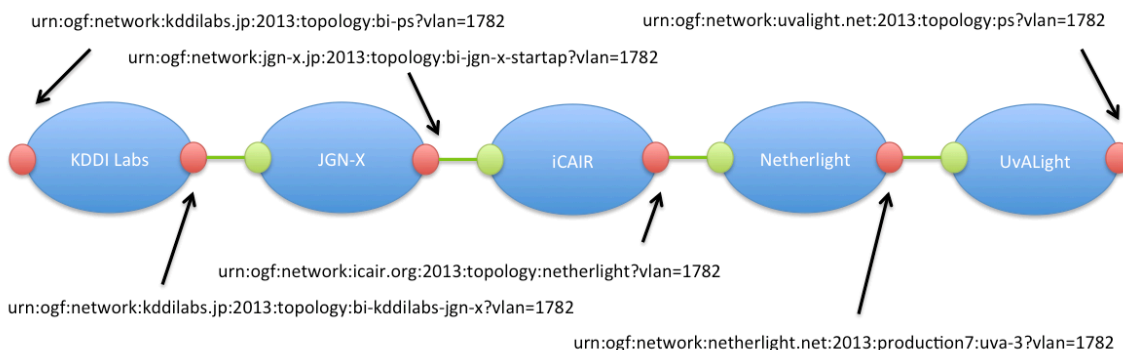 urn:ogf:network:kddilabs.jp:2013:topology:bi-ps?vlan=1782
urn:ogf:network:uvalight.net:2013:topology:ps?vlan=1782
urn:ogf:network:jgn-x.jp:2013:topology:bi-jgn-x-startap?vlan=1782
KDDI Labs
JGN-X
iCAIR
Netherlight
UvALight
urn:ogf:network:icair.org:2013:topology:netherlight?vlan=1782
urn:ogf:network:kddilabs.jp:2013:topology:bi-kddilabs-jgn-x?vlan=1782
urn:ogf:network:netherlight.net:2013:production7:uva-3?vlan=1782